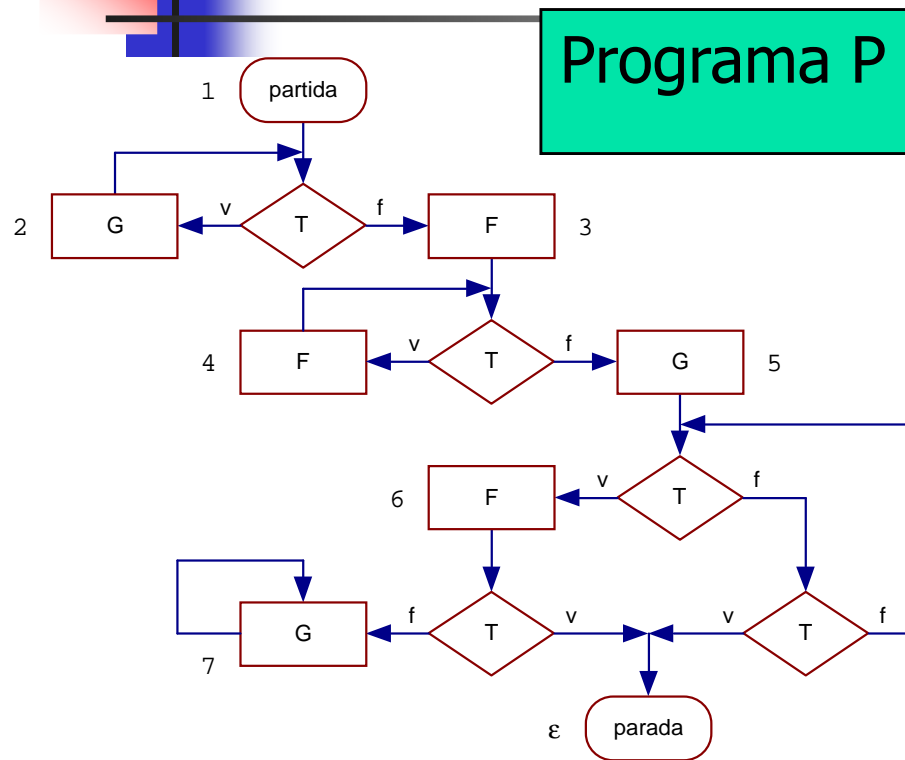 Programa P
1 partida
2 G v T f F 3
4 F v T f G 5
6 F v T f
7 G f T v v T f
ε parada